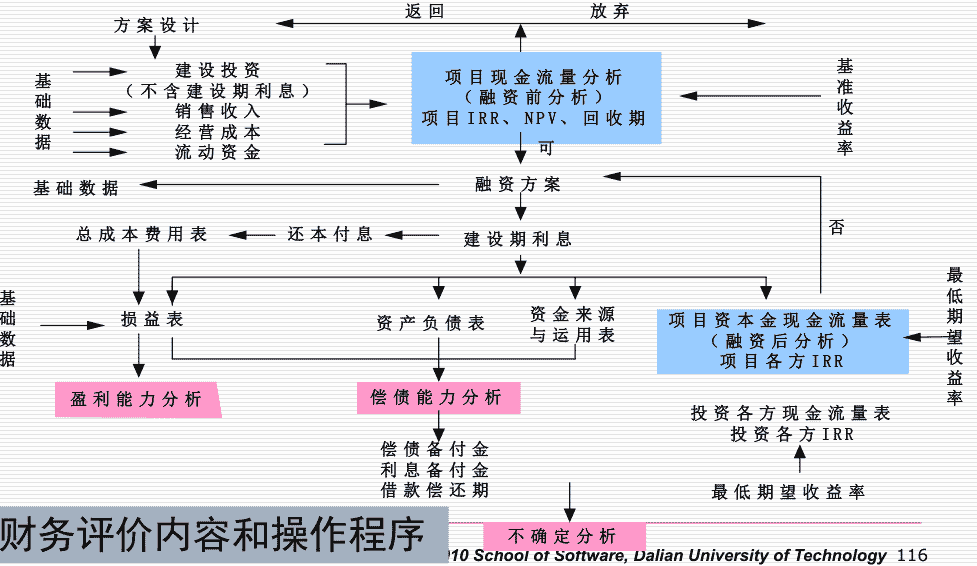 返回
放弃
方案设计
基础数据
建设投资
（不含建设期利息）
销售收入
经营成本
流动资金
项目现金流量分析
（融资前分析）
项目IRR、NPV、回收期
基准收益率
可
基础数据
融资方案
总成本费用表
还本付息
建设期利息
否
基础数据
损益表
资产负债表
资金来源
与运用表
项目资本金现金流量表
（融资后分析）
项目各方IRR
最低期望收益率
盈利能力分析
偿债能力分析
投资各方现金流量表
投资各方IRR
偿债备付金
利息备付金
借款偿还期
最低期望收益率
财务评价内容和操作程序
不确定分析
10 School of Software, Dalian University of Technology 116